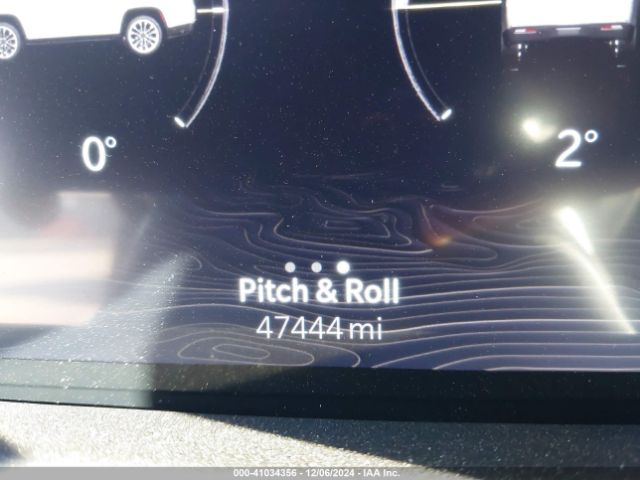 0° 2°
Pitch & Roll
47444 mi
000-41034356 - 12/06/2024 - IAA Inc.